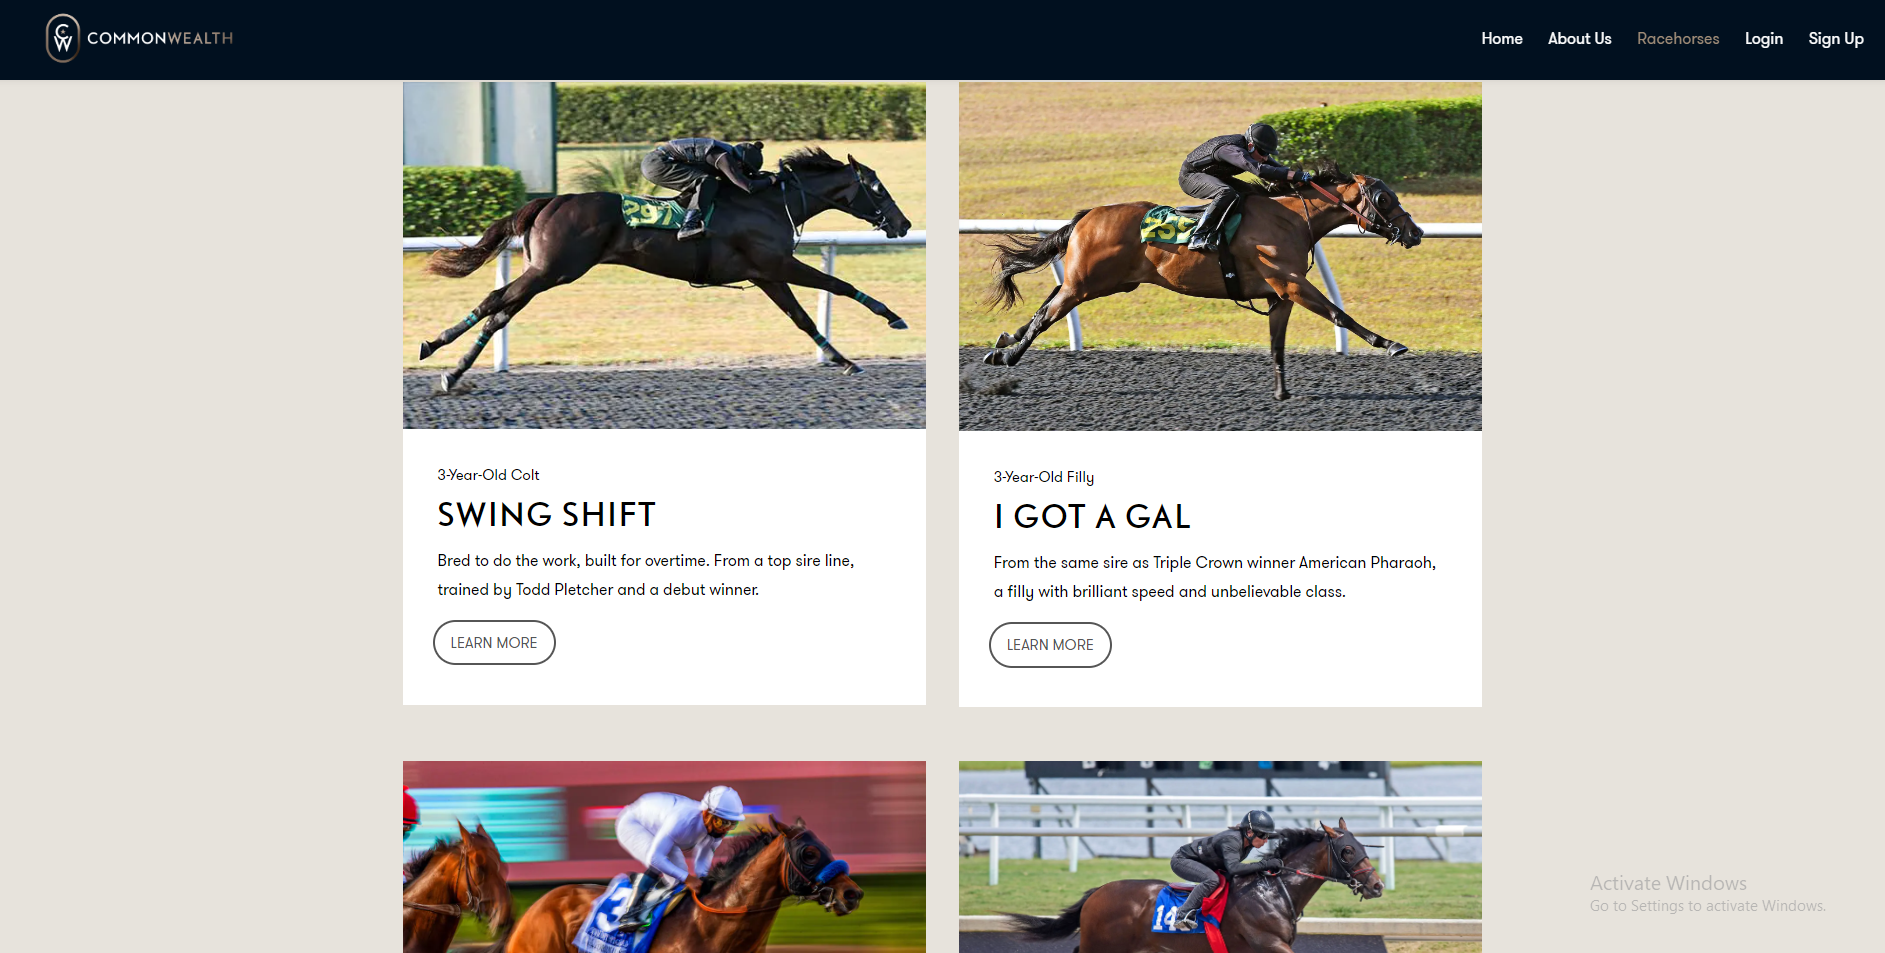 CW COMMONWEALTH
Home About Us Racehorses Login Sign Up
297
3-Year-Old Colt
SWING SHIFT
Bred to do the work, built for overtime. From a top sire line,
trained by Todd Pletcher and a debut winner.
LEARN MORE
3-Year-Old Filly
I GOT A GAL
From the same sire as Triple Crown winner American Pharaoh,
a filly with brilliant speed and unbelievable class.
LEARN MORE
3
14
Activate Windows
Go to Settings to activate Windows.